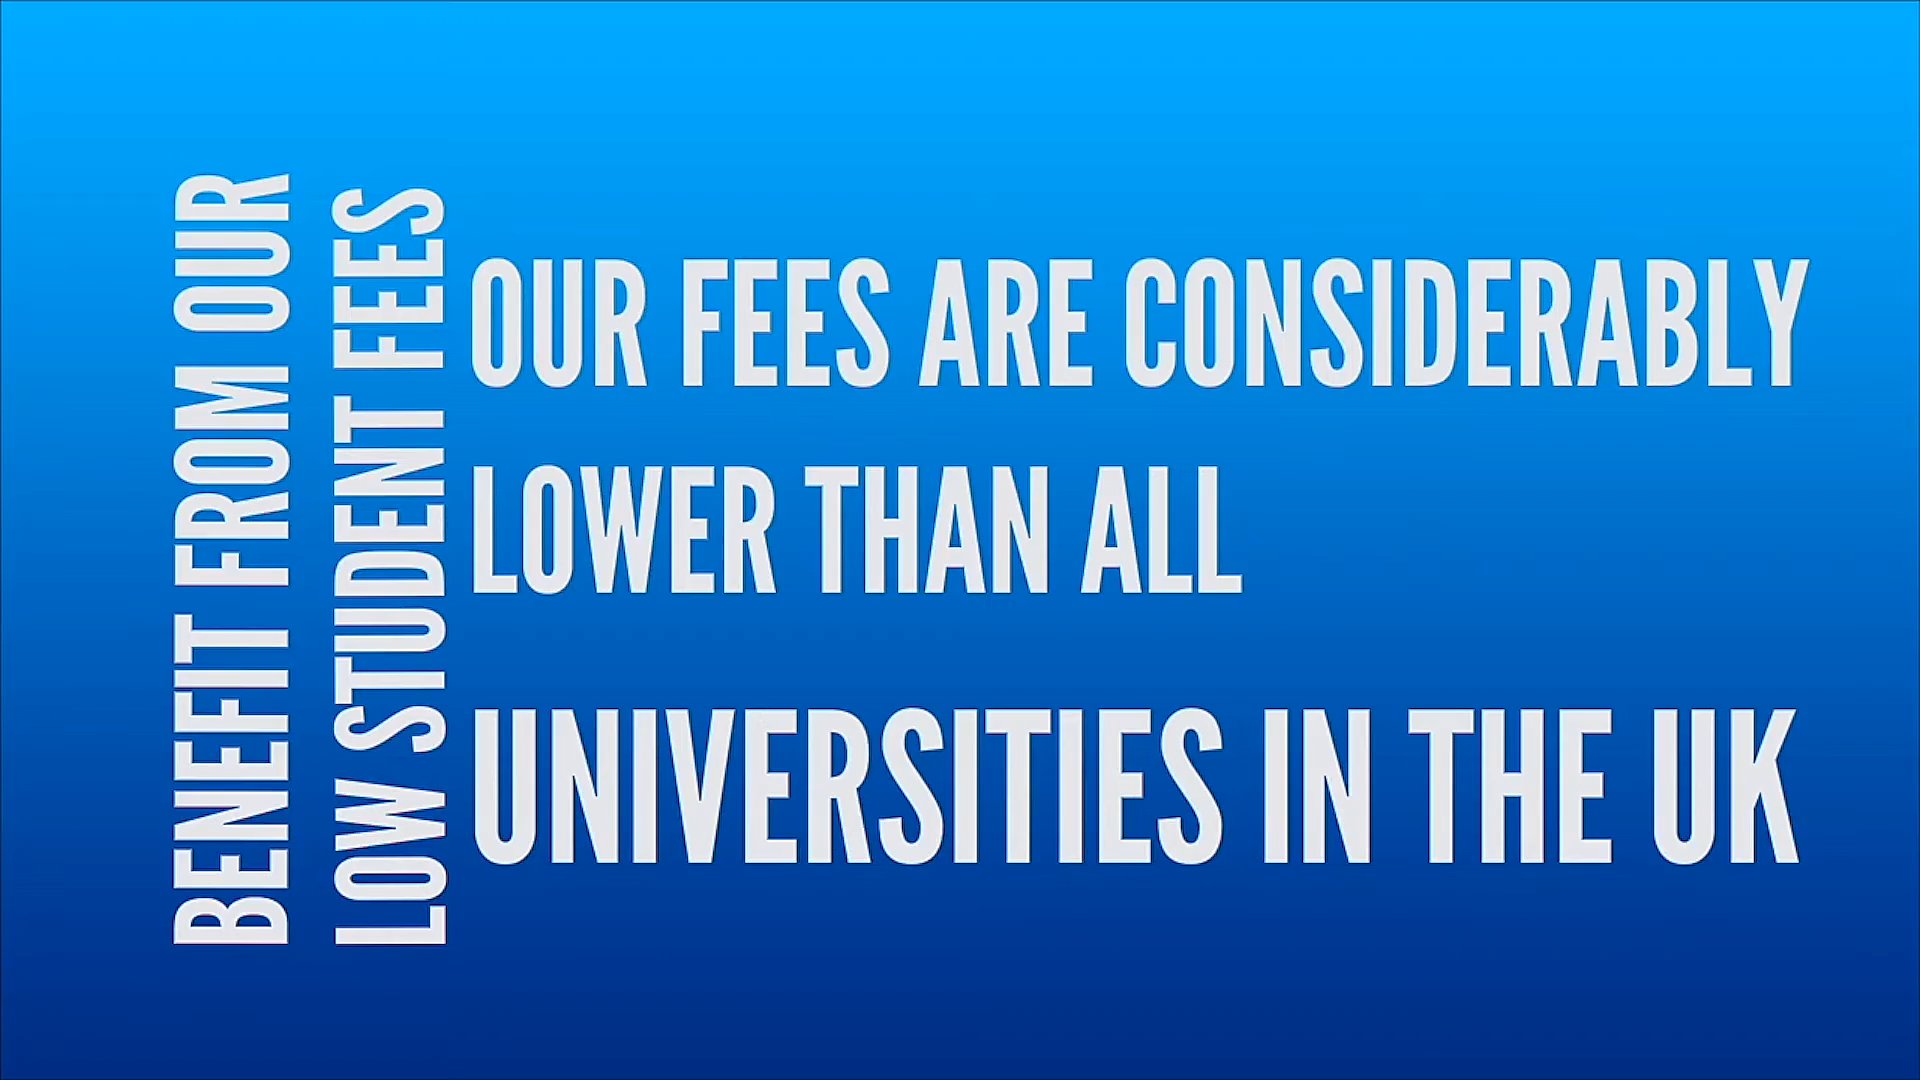 BENEFIT FROM OUR
LOW STUDENT FEES
OUR FEES ARE CONSIDERABLY
LOWER THAN ALL
UNIVERSITIES IN THE UK